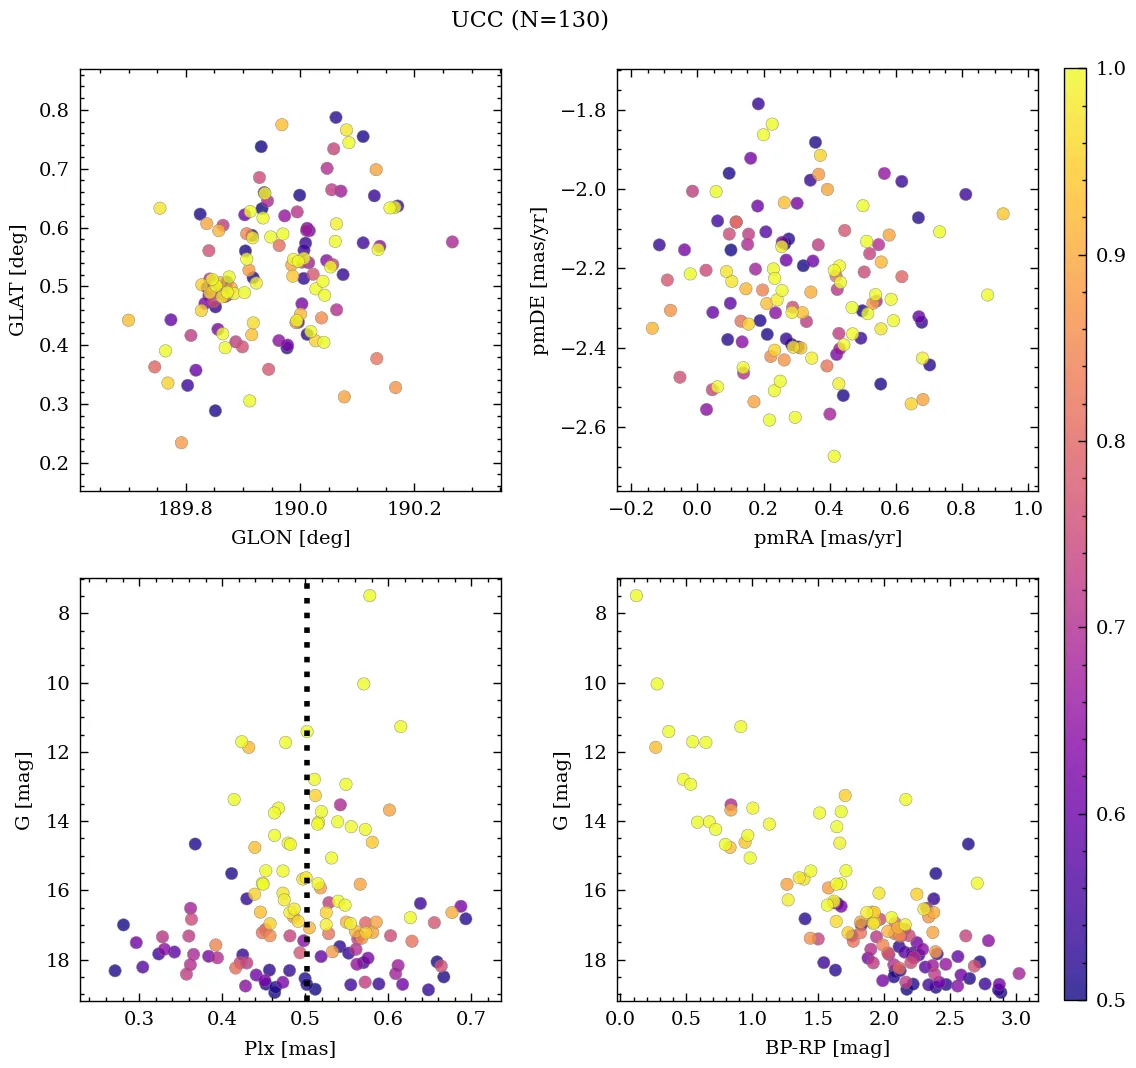 UCC (N=130)
0.8
0.7
0.6
0.5
0.4
0.3
0.2
GLAT [deg]
189.8 190.0 190.2
GLON [deg]
−1.8
−2.0
−2.2
−2.4
−2.6
pmDE [mas/yr]
−0.2 0.0 0.2 0.4 0.6 0.8 1.0
pmRA [mas/yr]
8
10
12
14
16
18
G [mag]
0.3 0.4 0.5 0.6 0.7
Plx [mas]
8
10
12
14
16
18
G [mag]
0.0 0.5 1.0 1.5 2.0 2.5 3.0
BP-RP [mag]
1.0
0.9
0.8
0.7
0.6
0.5